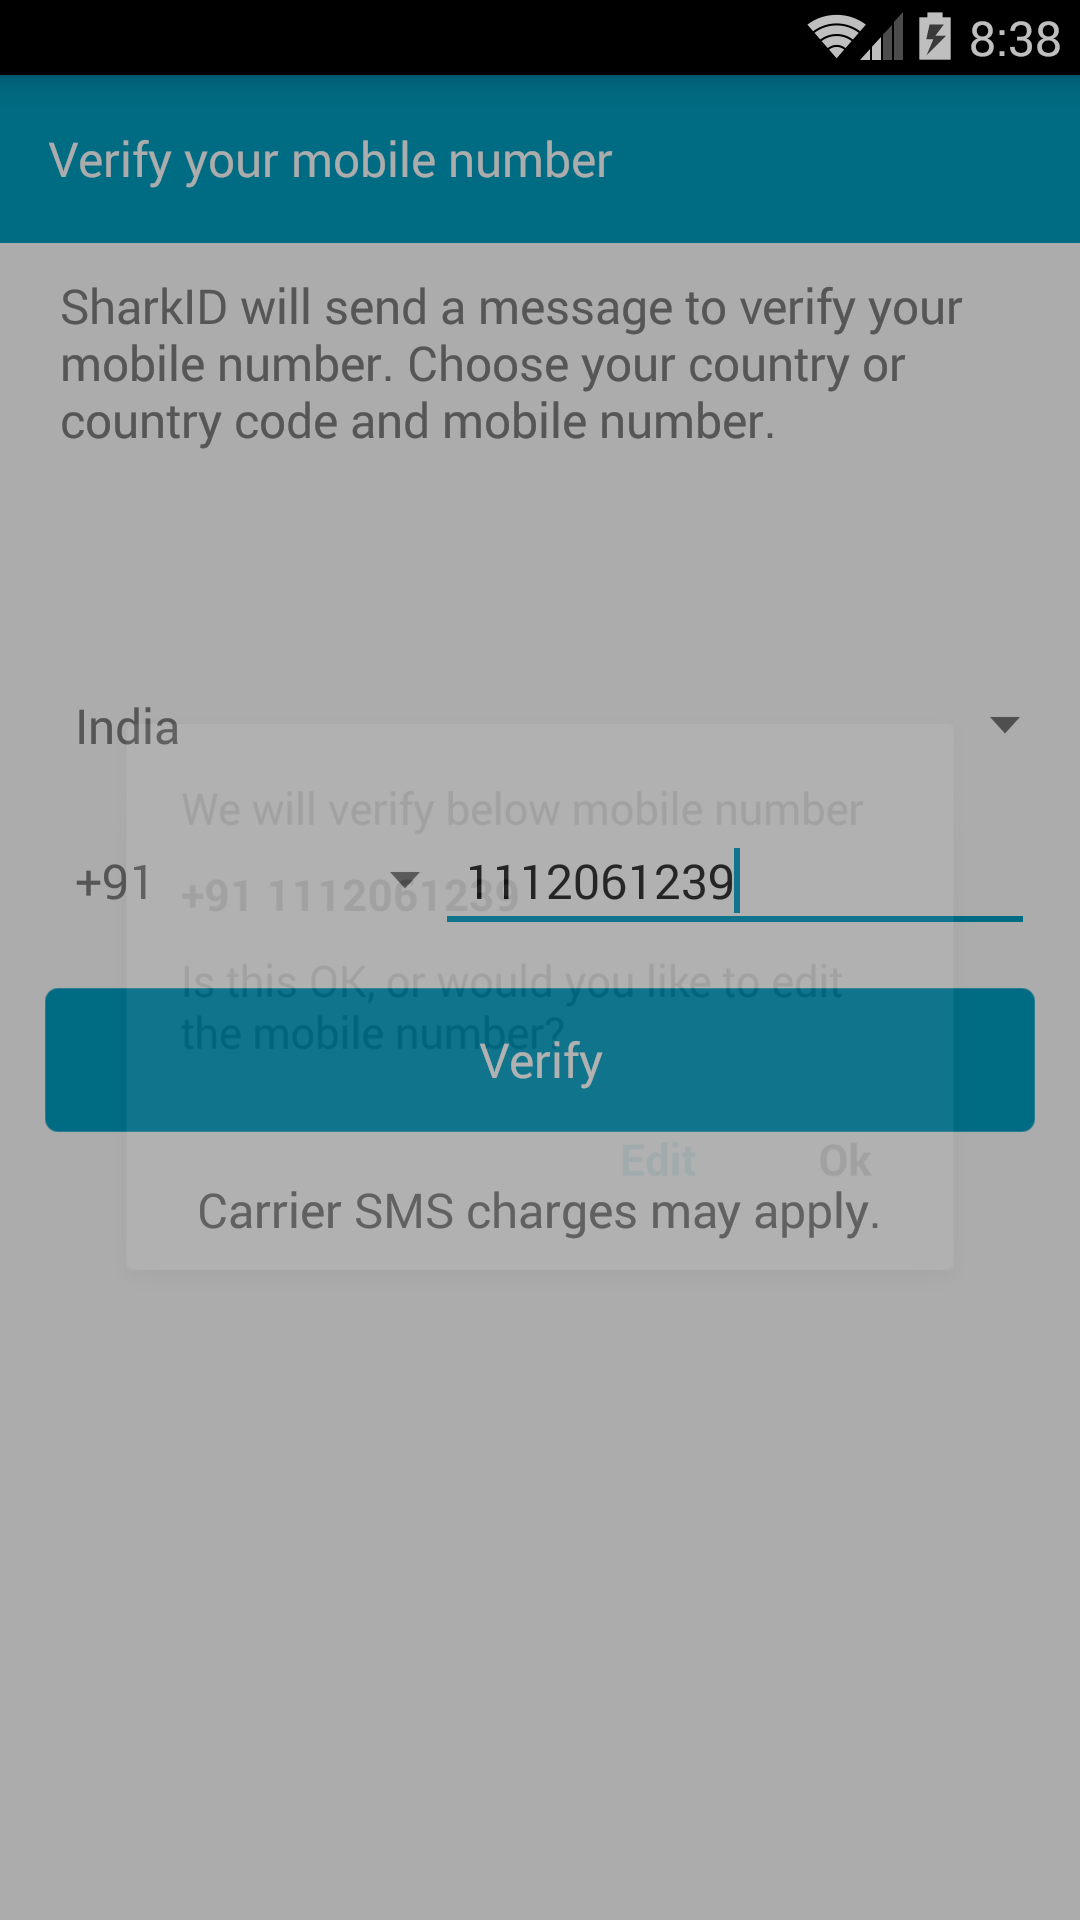 8:38
Verify your mobile number
SharkID will send a message to verify your
mobile number. Choose your country or
country code and mobile number.
India
We will verify below mobile number
+91
1112061239
+91 1112061239
Is this OK, or would you like to edit
the mobile number?
Verify
Edit
Ok
Carrier SMS charges may apply.